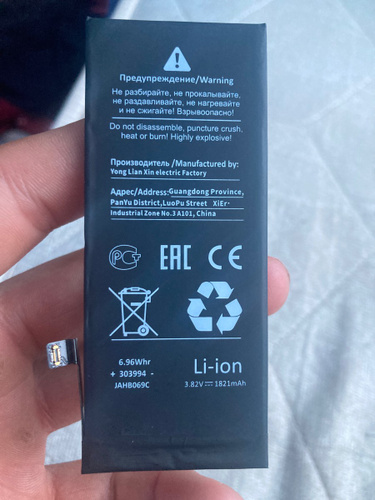 Предупреждение/Warning
Не разбирайте, не прокалывайте,
не раздавливайте, не нагревайте
и не сжигайте! Взрывоопасно!
Do not disassemble, puncture crush,
heat or burn! Highly explosive!
Производитель /Manufactured by:
Yong Lian Xin electric Factory
Адрес/Address:Guangdong Province,
PanYu District,LuoPu Street XiEr-
Industrial Zone No.3 A101, China
РСТ ЕАС CE
6.96Whr
+ 303994 -
JAHB069C
Li-ion
3.82V⎓1821mAh